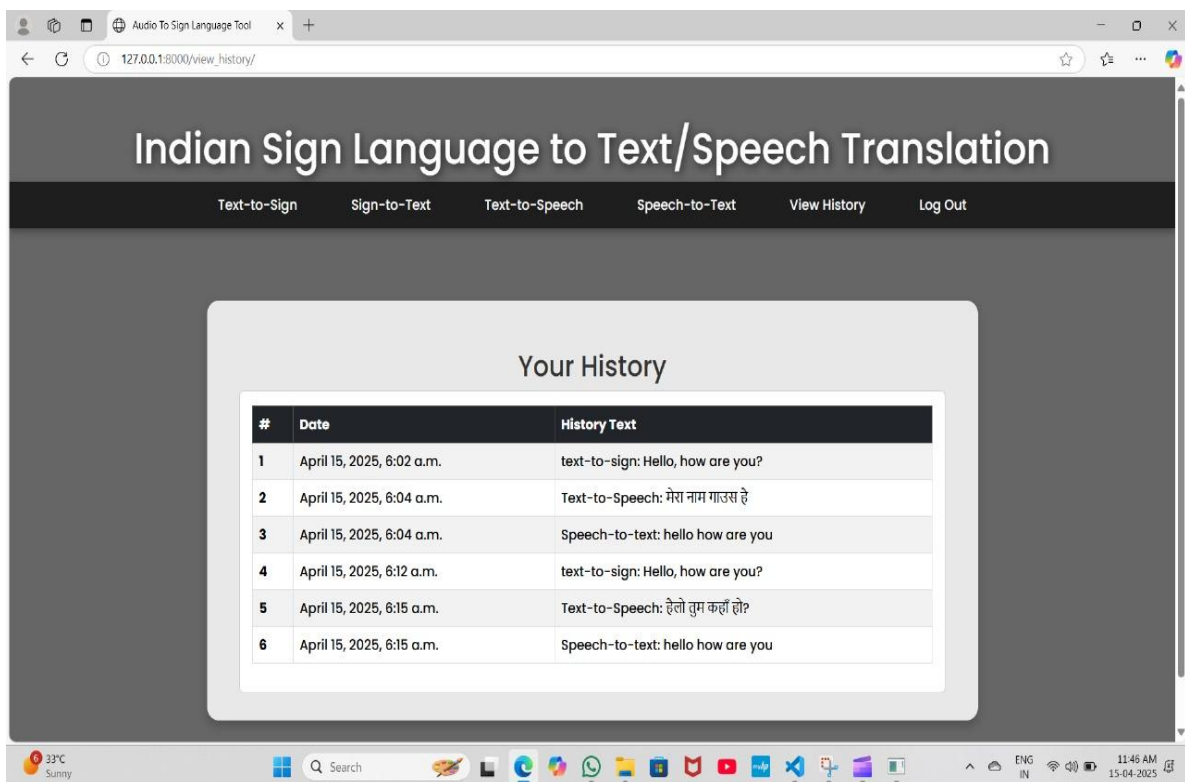 Audio To Sign Language Tool
127.0.0.1:8000/view_history/
Indian Sign Language to Text/Speech Translation
Text-to-Sign Sign-to-Text Text-to-Speech Speech-to-Text View History Log Out
Your History
# Date History Text
1 April 15, 2025, 6:02 a.m. text-to-sign: Hello, how are you?
2 April 15, 2025, 6:04 a.m. Text-to-Speech: मेरा नाम गाउस हे
3 April 15, 2025, 6:04 a.m. Speech-to-text: hello how are you
4 April 15, 2025, 6:12 a.m. text-to-sign: Hello, how are you?
5 April 15, 2025, 6:15 a.m. Text-to-Speech: हेलो तुम कहाँ हो?
6 April 15, 2025, 6:15 a.m. Speech-to-text: hello how are you
6 33°C Search ENG 11:46 AM
Sunny IN 15-04-2025